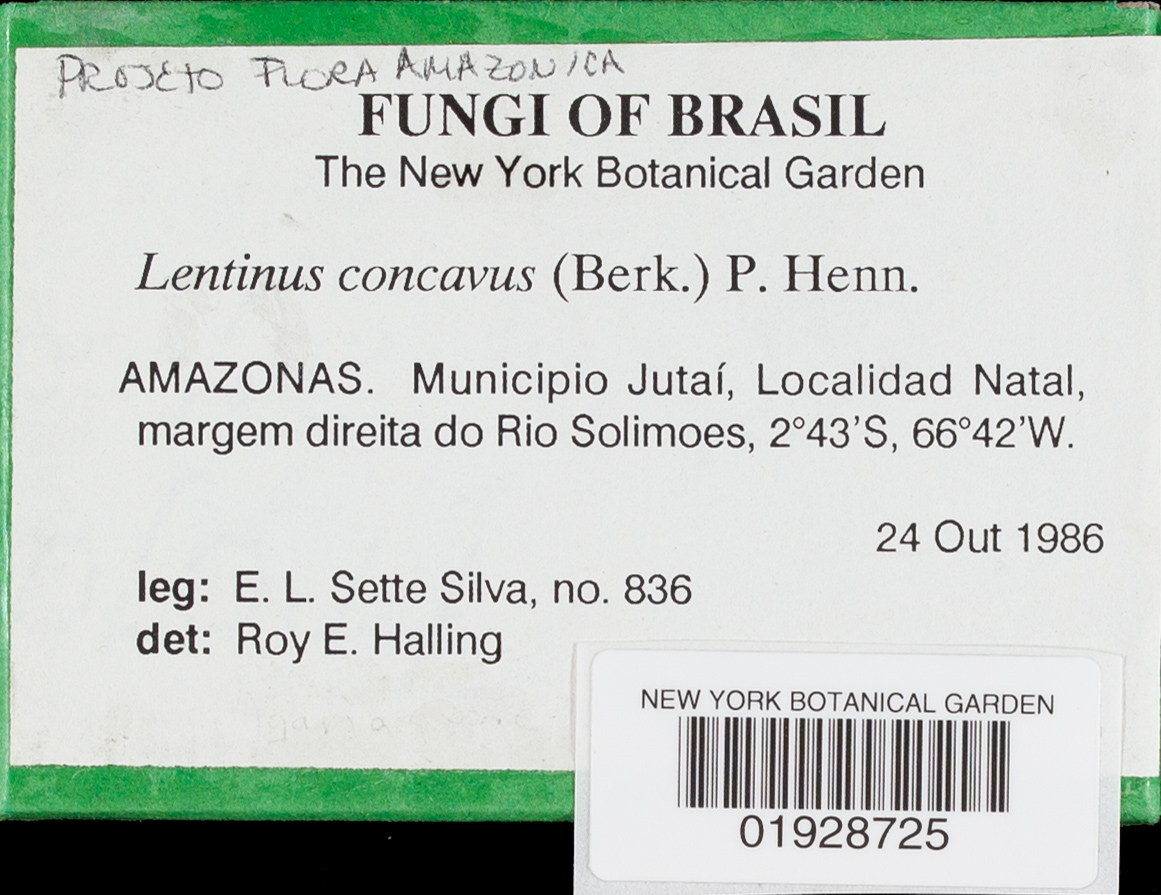 PROJETO FLORA AMAZONICA
FUNGI OF BRASIL
The New York Botanical Garden
Lentinus concavus (Berk.) P. Henn.
AMAZONAS. Municipio Jutaí, Localidad Natal,
margem direita do Rio Solimoes, 2°43'S, 66°42'W.
24 Out 1986
leg: E. L. Sette Silva, no. 836
det: Roy E. Halling
NEW YORK BOTANICAL GARDEN
01928725